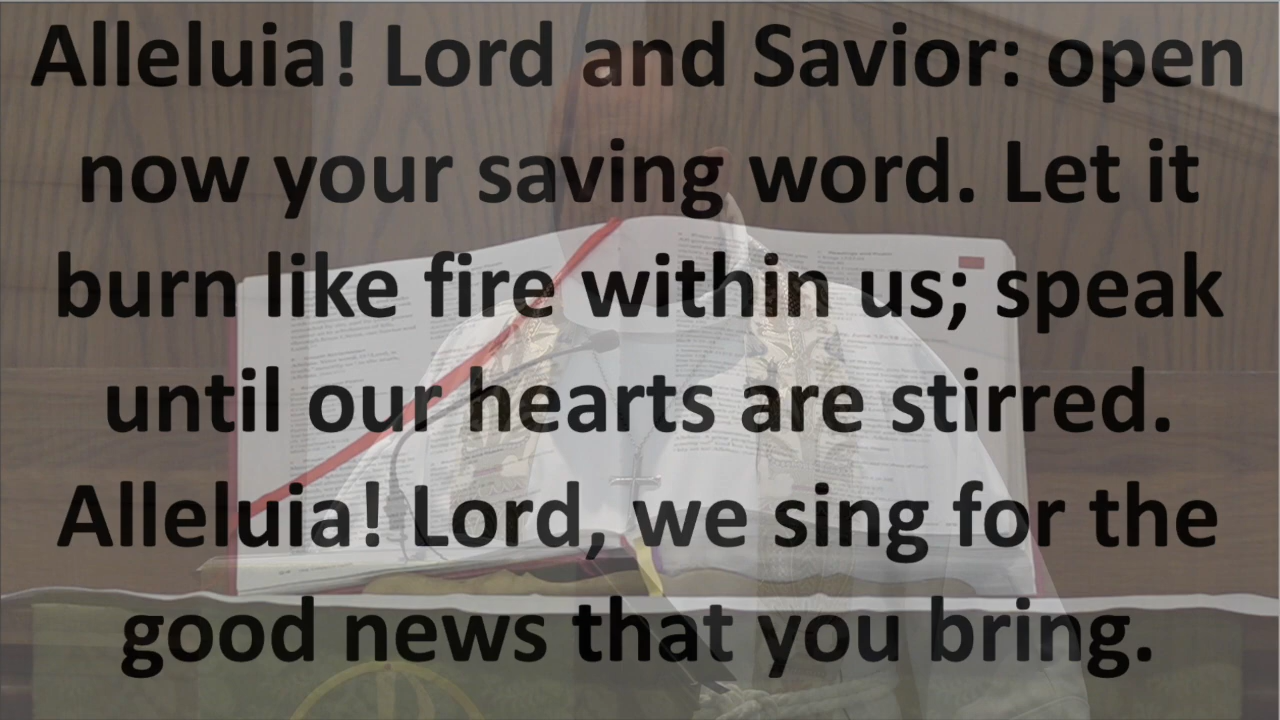 Alleluia! Lord and Savior: open
now your saving word. Let it
burn like fire within us; speak
until our hearts are stirred.
Alleluia! Lord, we sing for the
good news that you bring.